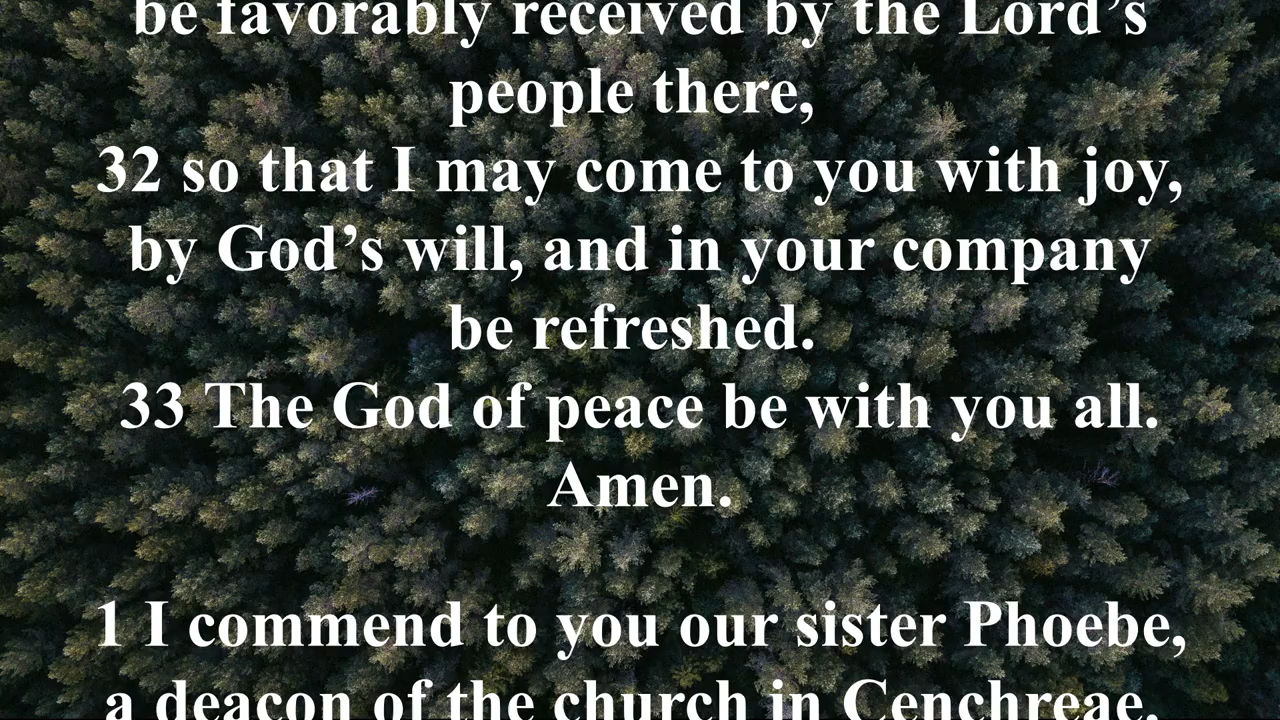 be favorably received by the Lord’s
people there,
32 so that I may come to you with joy,
by God’s will, and in your company
be refreshed.
33 The God of peace be with you all.
Amen.
1 I commend to you our sister Phoebe,
a deacon of the church in Cenchreae.